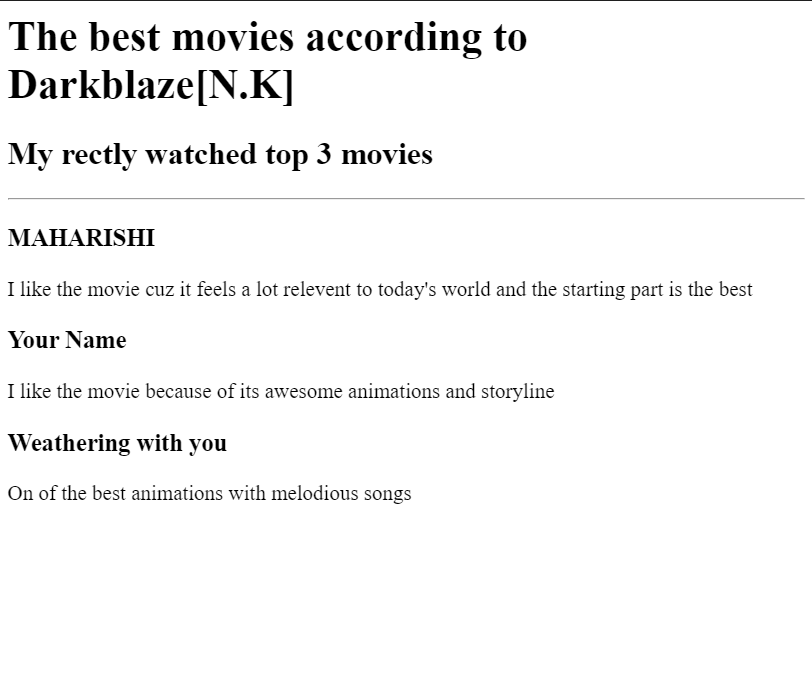 The best movies according to
Darkblaze[N.K]
My rectly watched top 3 movies
MAHARISHI
I like the movie cuz it feels a lot relevent to today's world and the starting part is the best
Your Name
I like the movie because of its awesome animations and storyline
Weathering with you
On of the best animations with melodious songs